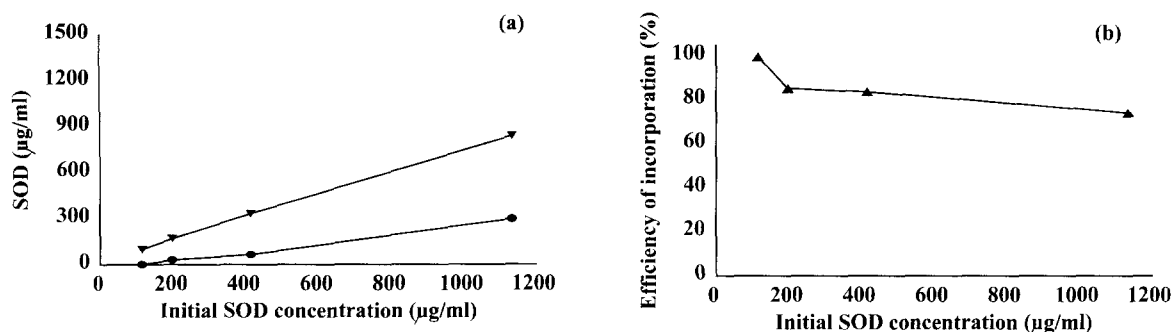 (a)
1500
1200
900
600
300
0
SOD (µg/ml)
0 200 400 600 800 1000 1200
Initial SOD concentration (µg/ml)
(b)
100
80
60
40
20
0
Efficiency of incorporation (%)
0 200 400 600 800 1000 1200
Initial SOD concentration (µg/ml)